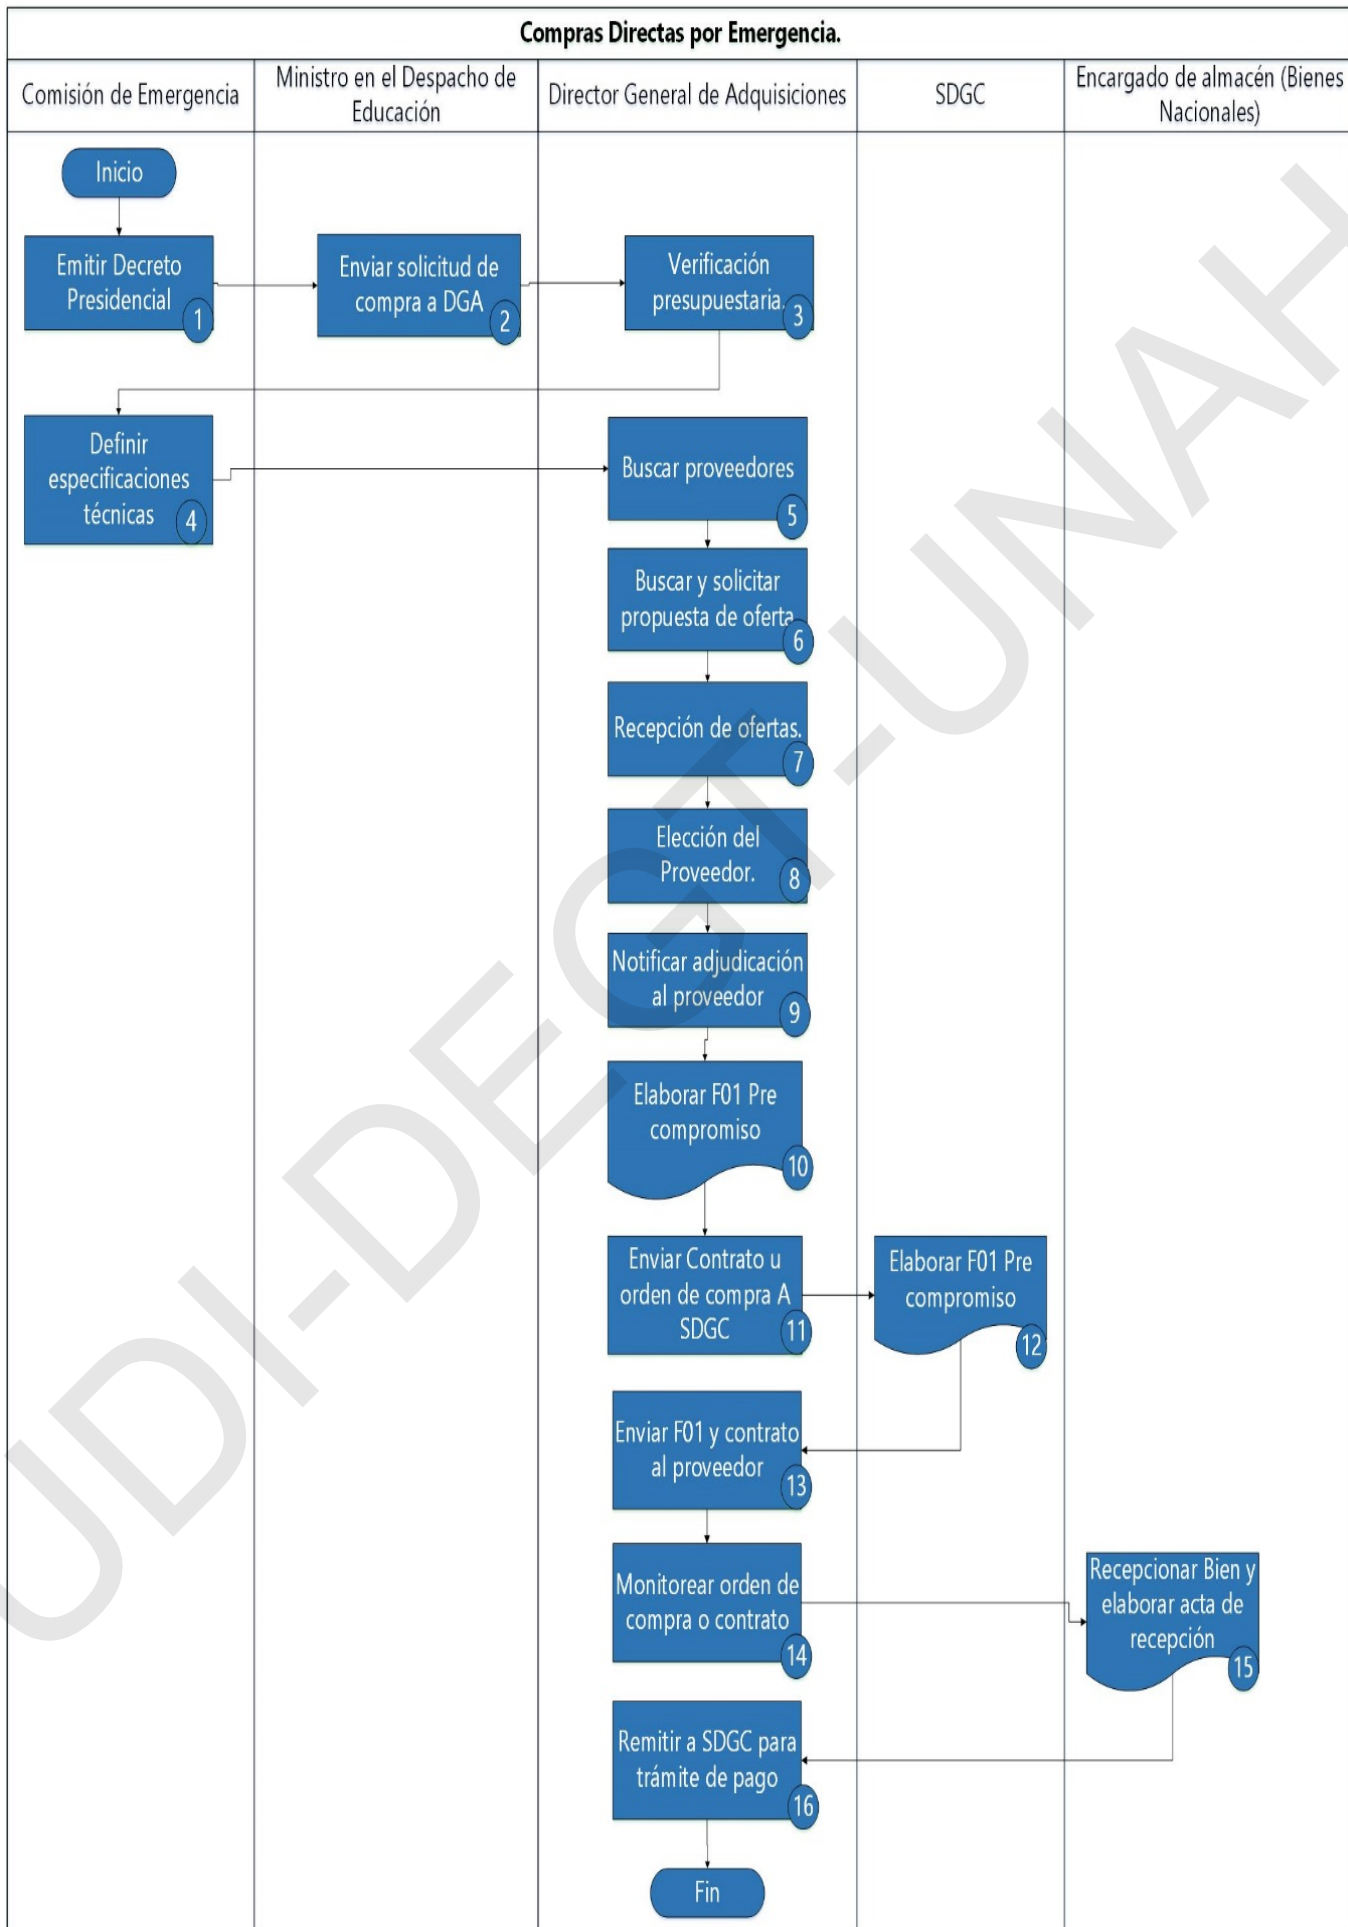 Compras Directas por Emergencia.
Comisión de Emergencia
Ministro en el Despacho de
Educación
Director General de Adquisiciones
SDGC
Encargado de almacén (Bienes
Nacionales)
Inicio
Emitir Decreto
Presidencial
1
Enviar solicitud de
compra a DGA
2
Verificación
presupuestaria.
3
Definir
especificaciones
técnicas
4
Buscar proveedores
5
Buscar y solicitar
propuesta de oferta
6
Recepción de ofertas.
7
Elección del
Proveedor.
8
Notificar adjudicación
al proveedor
9
Elaborar F01 Pre
compromiso
10
Enviar Contrato u
orden de compra A
SDGC
11
Elaborar F01 Pre
compromiso
12
Enviar F01 y contrato
al proveedor
13
Monitorear orden de
compra o contrato
14
Recepcionar Bien y
elaborar acta de
recepción
15
Remitir a SDGC para
trámite de pago
16
Fin
UDI-DEGT-UNAH